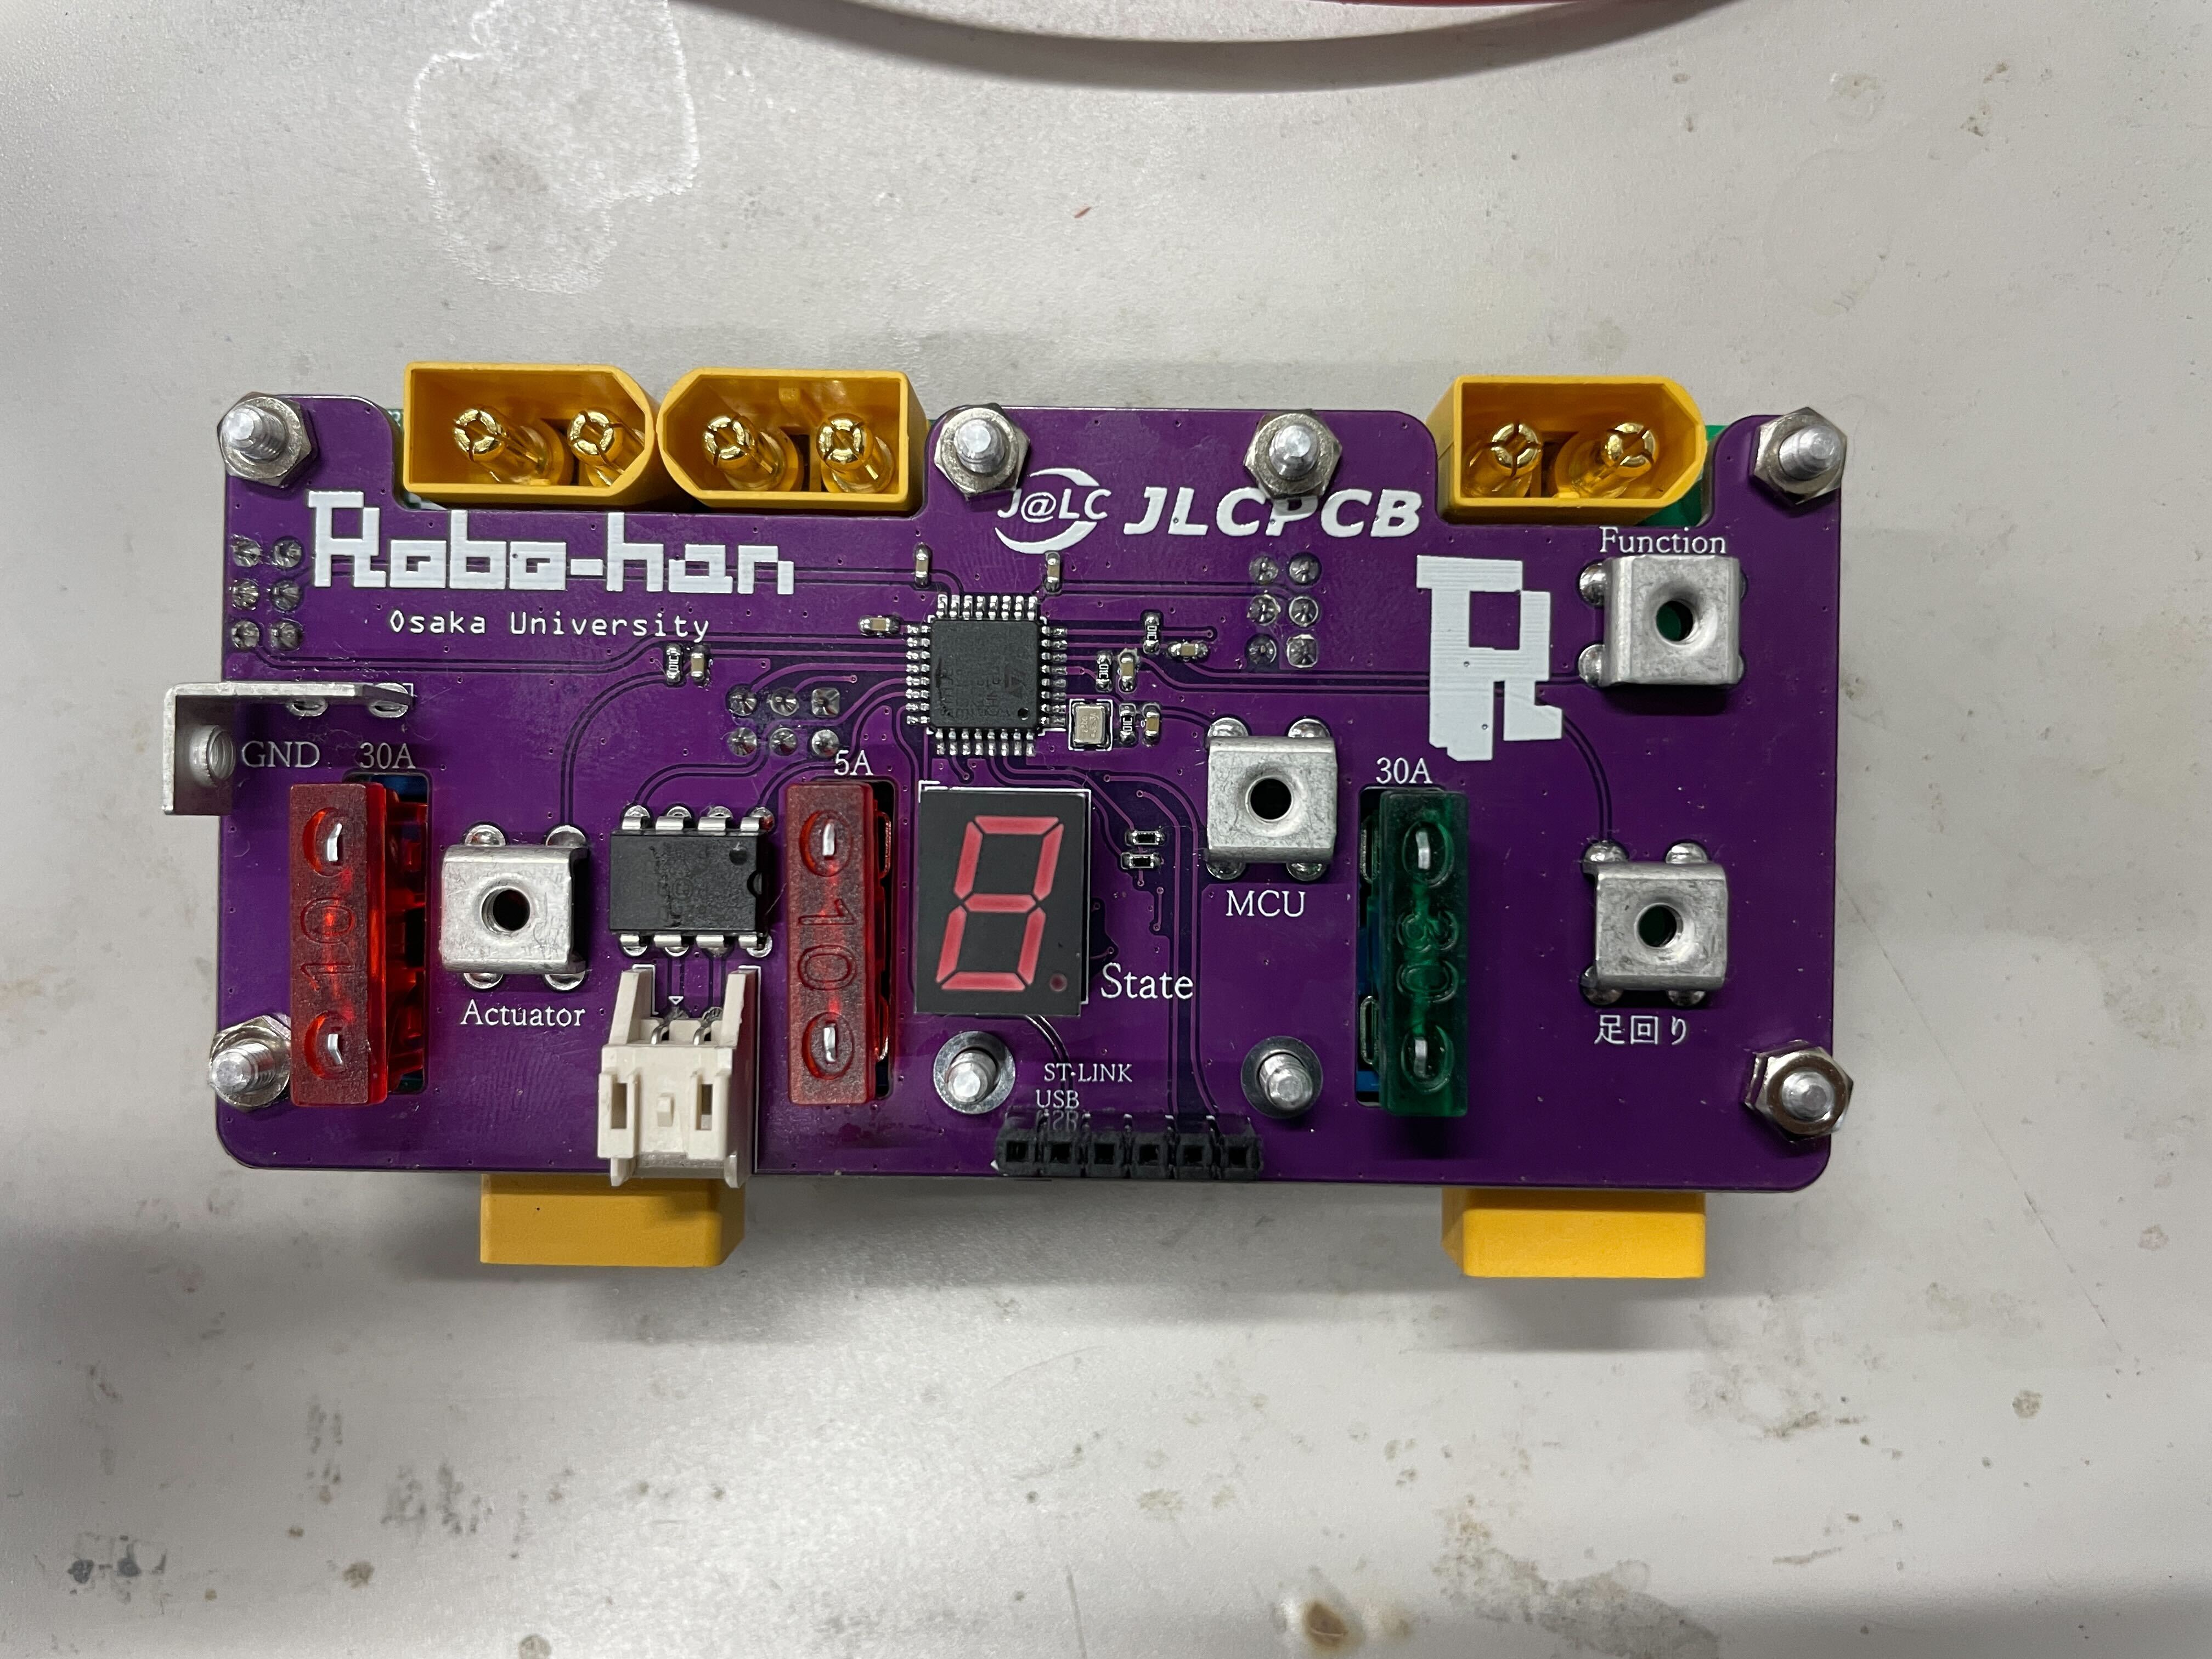 Robo-han
Osaka University
J@LC JLCPCB
Function
GND 30A
5A
30A
10
10
30
MCU
Actuator
State
足回り
ST-LINK
USB